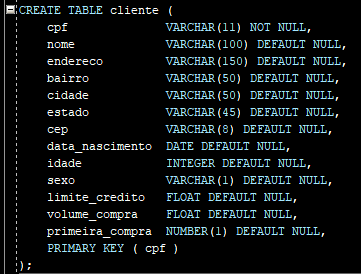 CREATE TABLE cliente (
cpf VARCHAR(11) NOT NULL,
nome VARCHAR(100) DEFAULT NULL,
endereco VARCHAR(150) DEFAULT NULL,
bairro VARCHAR(50) DEFAULT NULL,
cidade VARCHAR(50) DEFAULT NULL,
estado VARCHAR(45) DEFAULT NULL,
cep VARCHAR(8) DEFAULT NULL,
data_nascimento DATE DEFAULT NULL,
idade INTEGER DEFAULT NULL,
sexo VARCHAR(1) DEFAULT NULL,
limite_credito FLOAT DEFAULT NULL,
volume_compra FLOAT DEFAULT NULL,
primeira_compra NUMBER(1) DEFAULT NULL,
PRIMARY KEY ( cpf )
);